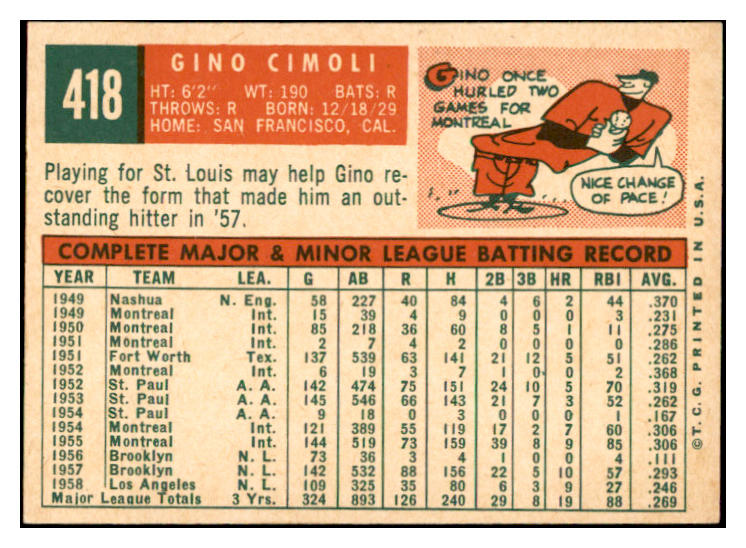 418
GINO CIMOLI
HT: 6'2" WT: 190 BATS: R
THROWS: R BORN: 12/18/29
HOME: SAN FRANCISCO, CAL.
GINO ONCE
HURLED TWO
GAMES FOR
MONTREAL
NICE CHANGE
OF PACE!
Playing for St. Louis may help Gino re-
cover the form that made him an out-
standing hitter in '57.
COMPLETE MAJOR & MINOR LEAGUE BATTING RECORD
YEAR TEAM LEA. G AB R H 2B 3B HR RBI AVG.
1949 Nashua N. Eng. 58 227 40 84 4 6 2 44 .370
1949 Montreal Int. 15 39 4 9 0 0 0 3 .231
1950 Montreal Int. 85 218 36 60 8 5 1 11 .275
1951 Montreal Int. 2 7 4 2 0 0 0 0 .286
1951 Fort Worth Tex. 137 539 63 141 21 12 5 51 .262
1952 Montreal Int. 6 19 3 7 1 0 0 2 .368
1952 St. Paul A. A. 142 474 75 151 24 10 5 70 .319
1953 St. Paul A. A. 145 546 66 143 21 7 3 52 .262
1954 St. Paul A. A. 9 18 0 3 0 0 0 1 .167
1954 Montreal Int. 121 389 55 119 17 2 7 60 .306
1955 Montreal Int. 144 519 73 159 39 8 9 85 .306
1956 Brooklyn N. L. 73 36 3 4 1 0 0 4 .111
1957 Brooklyn N. L. 142 532 88 156 22 5 10 57 .293
1958 Los Angeles N. L. 109 325 35 80 6 3 9 27 .246
Major League Totals 3 Yrs. 324 893 126 240 29 8 19 88 .269
© T. C. G. PRINTED IN U.S.A.